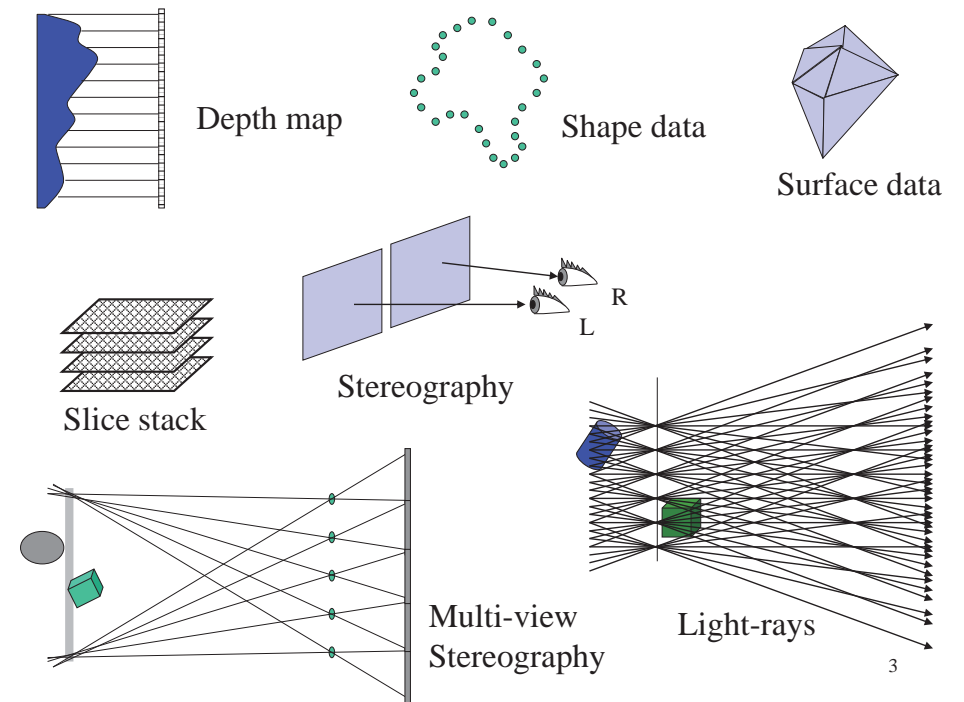 Depth map
Shape data
Surface data
R
L
Stereography
Slice stack
Multi-view
Stereography
Light-rays
3